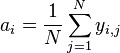 a_i = \frac{1}{N} \sum_{j=1}^{N} y_{i,j}